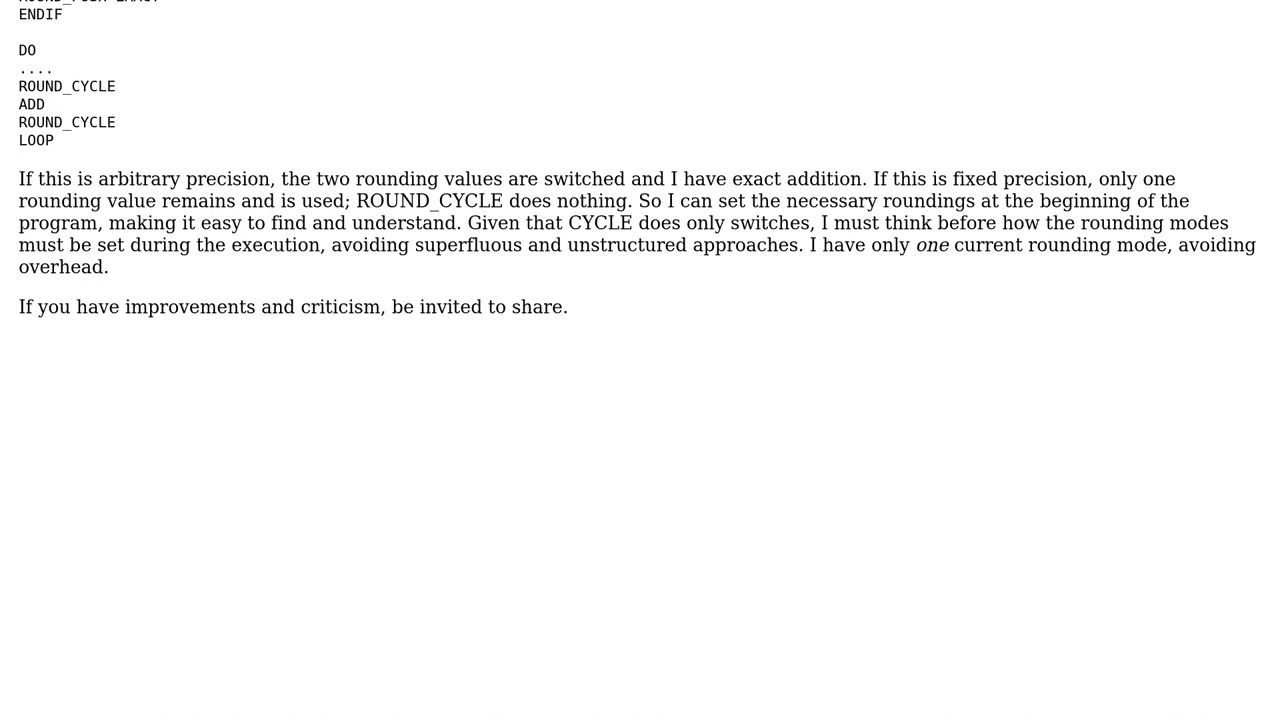 ENDIF
DO
....
ROUND_CYCLE
ADD
ROUND_CYCLE
LOOP
If this is arbitrary precision, the two rounding values are switched and I have exact addition. If this is fixed precision, only one
rounding value remains and is used; ROUND_CYCLE does nothing. So I can set the necessary roundings at the beginning of the
program, making it easy to find and understand. Given that CYCLE does only switches, I must think before how the rounding modes
must be set during the execution, avoiding superfluous and unstructured approaches. I have only one current rounding mode, avoiding
overhead.
If you have improvements and criticism, be invited to share.